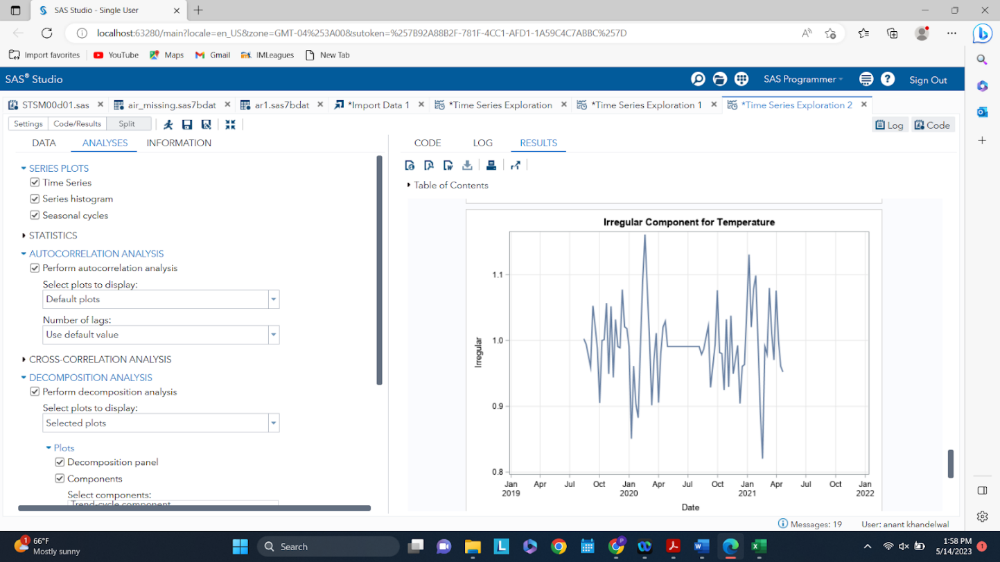 SAS Studio - Single User
localhost:63280/main?locale=en_US&zone=GMT-04%253A00&sutoken=%257B92A88B2F-781F-4CC1-AFD1-1A59C4C7ABBC%257D
Import favorites YouTube Maps Gmail IMLeagues New Tab
SAS® Studio SAS Programmer Sign Out
STSM00d01.sas air_missing.sas7bdat ar1.sas7bdat *Import Data 1 *Time Series Exploration *Time Series Exploration 1 *Time Series Exploration 2
Settings Code/Results Split Log Code
DATA ANALYSES INFORMATION
SERIES PLOTS
Time Series
Series histogram
Seasonal cycles
STATISTICS
AUTOCORRELATION ANALYSIS
Perform autocorrelation analysis
Select plots to display:
Default plots
Number of lags:
Use default value
CROSS-CORRELATION ANALYSIS
DECOMPOSITION ANALYSIS
Perform decomposition analysis
Select plots to display:
Selected plots
Plots
Decomposition panel
Components
Select components:
Trend-cycle component
CODE LOG RESULTS
Table of Contents
Irregular Component for Temperature
1.1
1.0
0.9
0.8
Irregular
Jan Apr Jul Oct Jan Apr Jul Oct Jan Apr Jul Oct Jan
2019 2020 2021 2022
Date
Messages: 19 User: anant khandelwal
1
66°F
Mostly sunny
Search
P
1:58 PM
5/14/2023
1